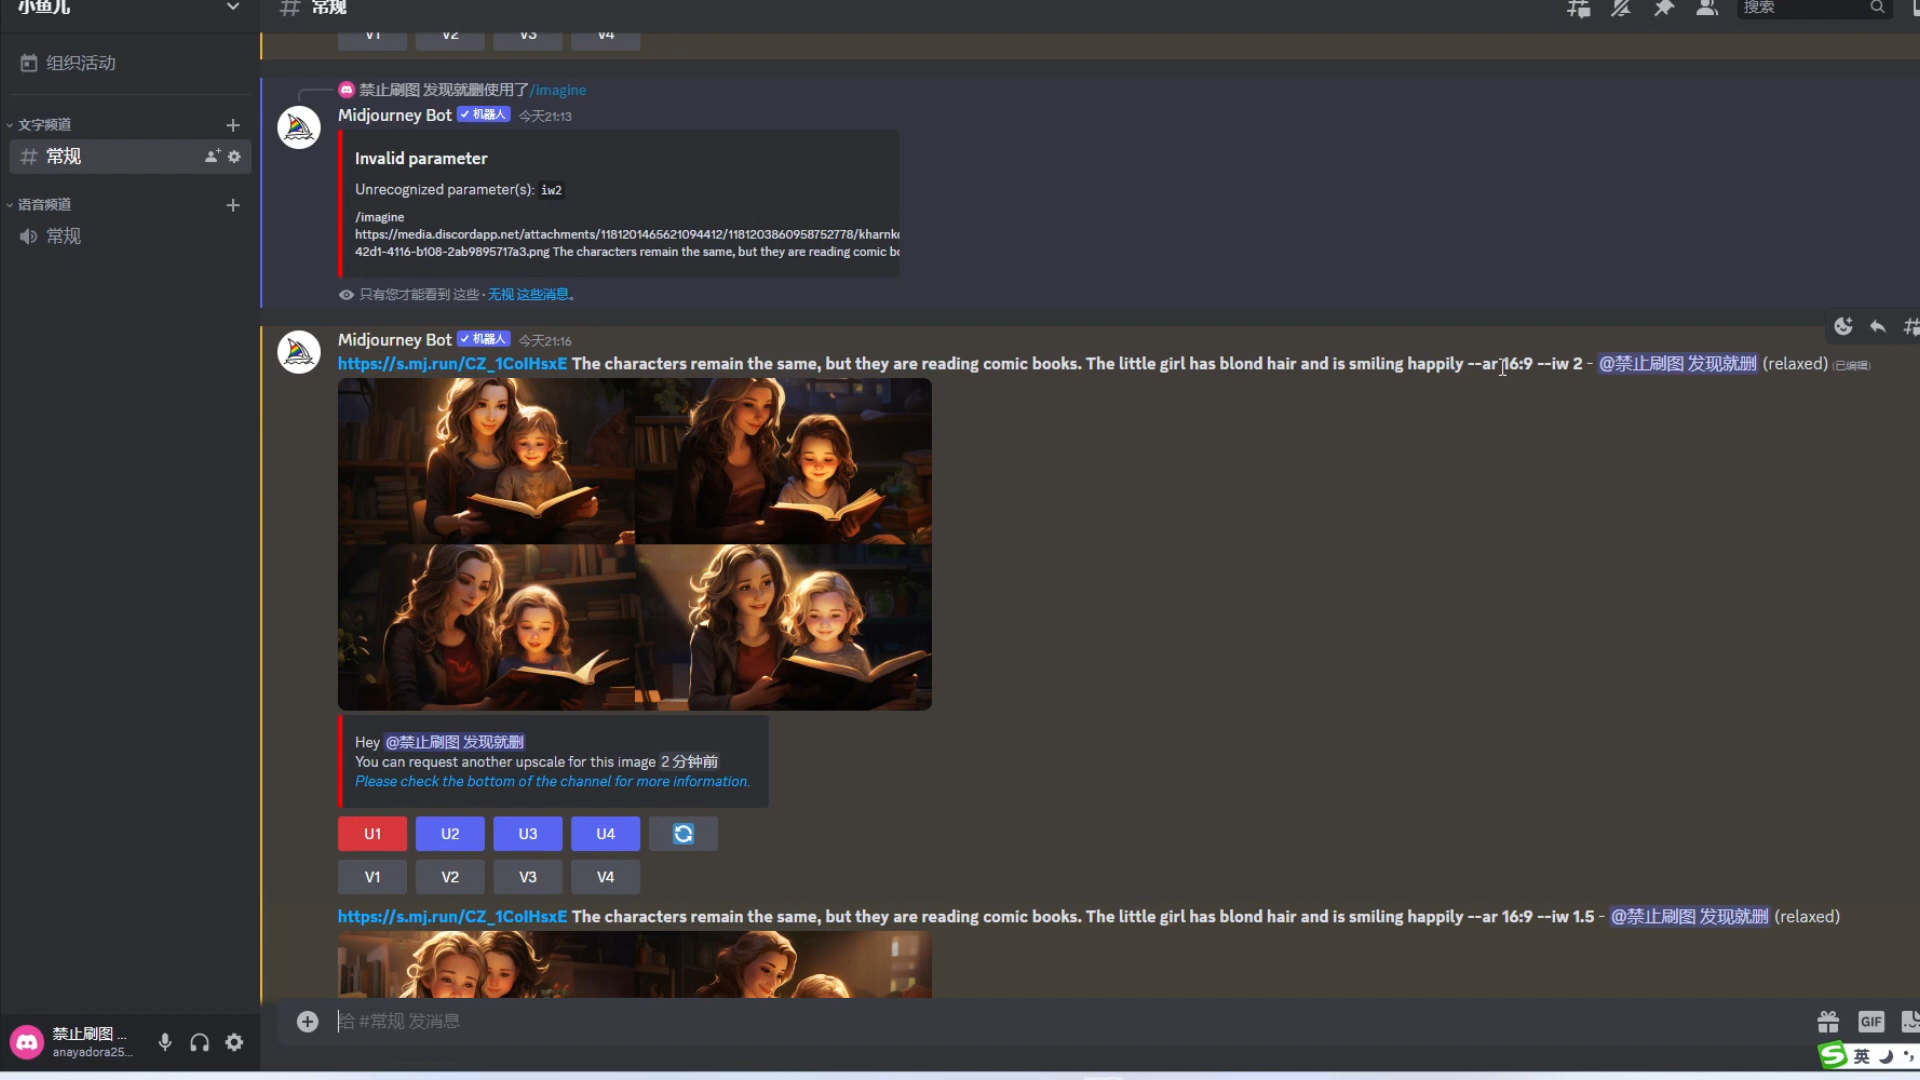 小鱼儿
常规
搜索
组织活动
文字频道
常规
语音频道
常规
V1 V2 V3 V4
禁止刷图 发现就删使用了/imagine
Midjourney Bot 机器人 今天21:13
Invalid parameter
Unrecognized parameter(s): iw2
/imagine
https://media.discordapp.net/attachments/1181201465621094412/1181203860958752778/kharnk
42d1-4116-b108-2ab9895717a3.png The characters remain the same, but they are reading comic b
只有您才能看到 这些 · 无视 这些消息。
Midjourney Bot 机器人 今天21:16
https://s.mj.run/CZ_1ColHsxE The characters remain the same, but they are reading comic books. The little girl has blond hair and is smiling happily --ar 16:9 --iw 2 - @禁止刷图 发现就删 (relaxed) (已编辑)
Hey @禁止刷图 发现就删
You can request another upscale for this image 2 分钟前
Please check the bottom of the channel for more information.
U1 U2 U3 U4
V1 V2 V3 V4
https://s.mj.run/CZ_1ColHsxE The characters remain the same, but they are reading comic books. The little girl has blond hair and is smiling happily --ar 16:9 --iw 1.5 - @禁止刷图 发现就删 (relaxed)
给 #常规 发消息
GIF
禁止刷图 ...
anayadora25...
英